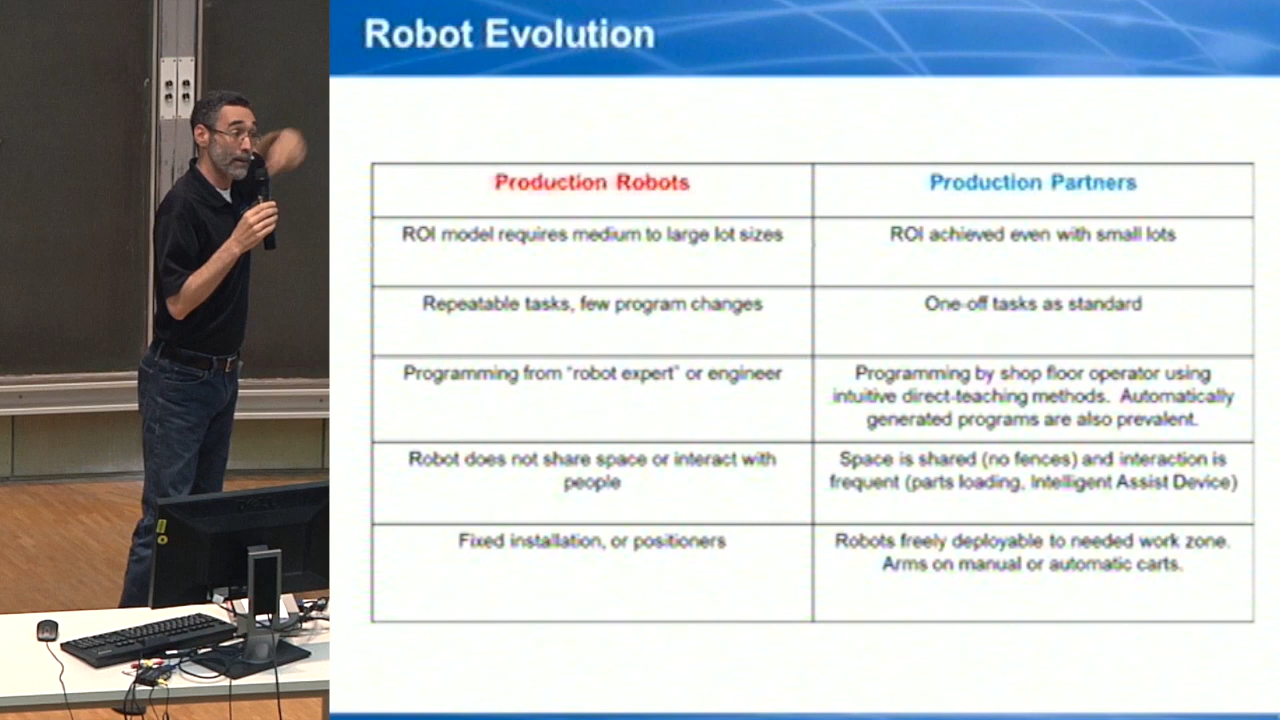 Robot Evolution
Production Robots
Production Partners
ROI model requires medium to large lot sizes
ROI achieved even with small lots
Repeatable tasks, few program changes
One-off tasks as standard
Programming from "robot expert" or engineer
Programming by shop floor operator using
intuitive direct-teaching methods. Automatically
generated programs are also prevalent.
Robot does not share space or interact with
people
Space is shared (no fences) and interaction is
frequent (parts loading, Intelligent Assist Device)
Fixed installation, or positioners
Robots freely deployable to needed work zone.
Arms on manual or automatic carts.